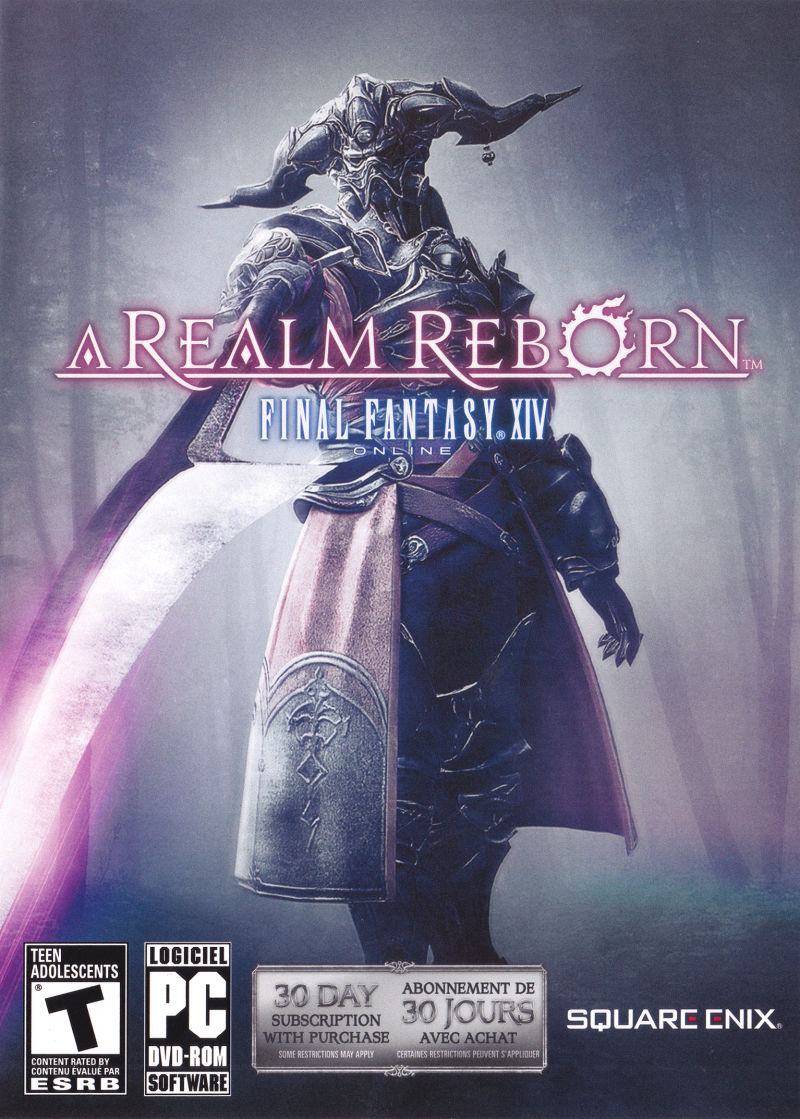 A REALM REBORN™
FINAL FANTASY® XIV
ONLINE
TEEN
ADOLESCENTS
®
T
CONTENT RATED BY
CONTENU ÉVALUÉ PAR
ESRB
LOGICIEL
PC
DVD-ROM
SOFTWARE
30 DAY
SUBSCRIPTION
WITH PURCHASE
SOME RESTRICTIONS MAY APPLY
ABONNEMENT DE
30 JOURS
AVEC ACHAT
CERTAINES RESTRICTIONS PEUVENT S'APPLIQUER
SQUARE ENIX®